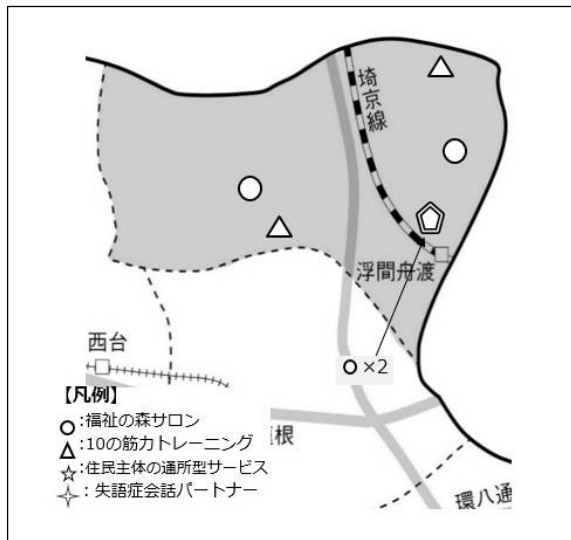 埼京線
浮間舟渡
西台
×2
【凡例】
:福祉の森サロン
:10の筋力トレーニング
:住民主体の通所型サービス
:失語症会話パートナー
根
環八通